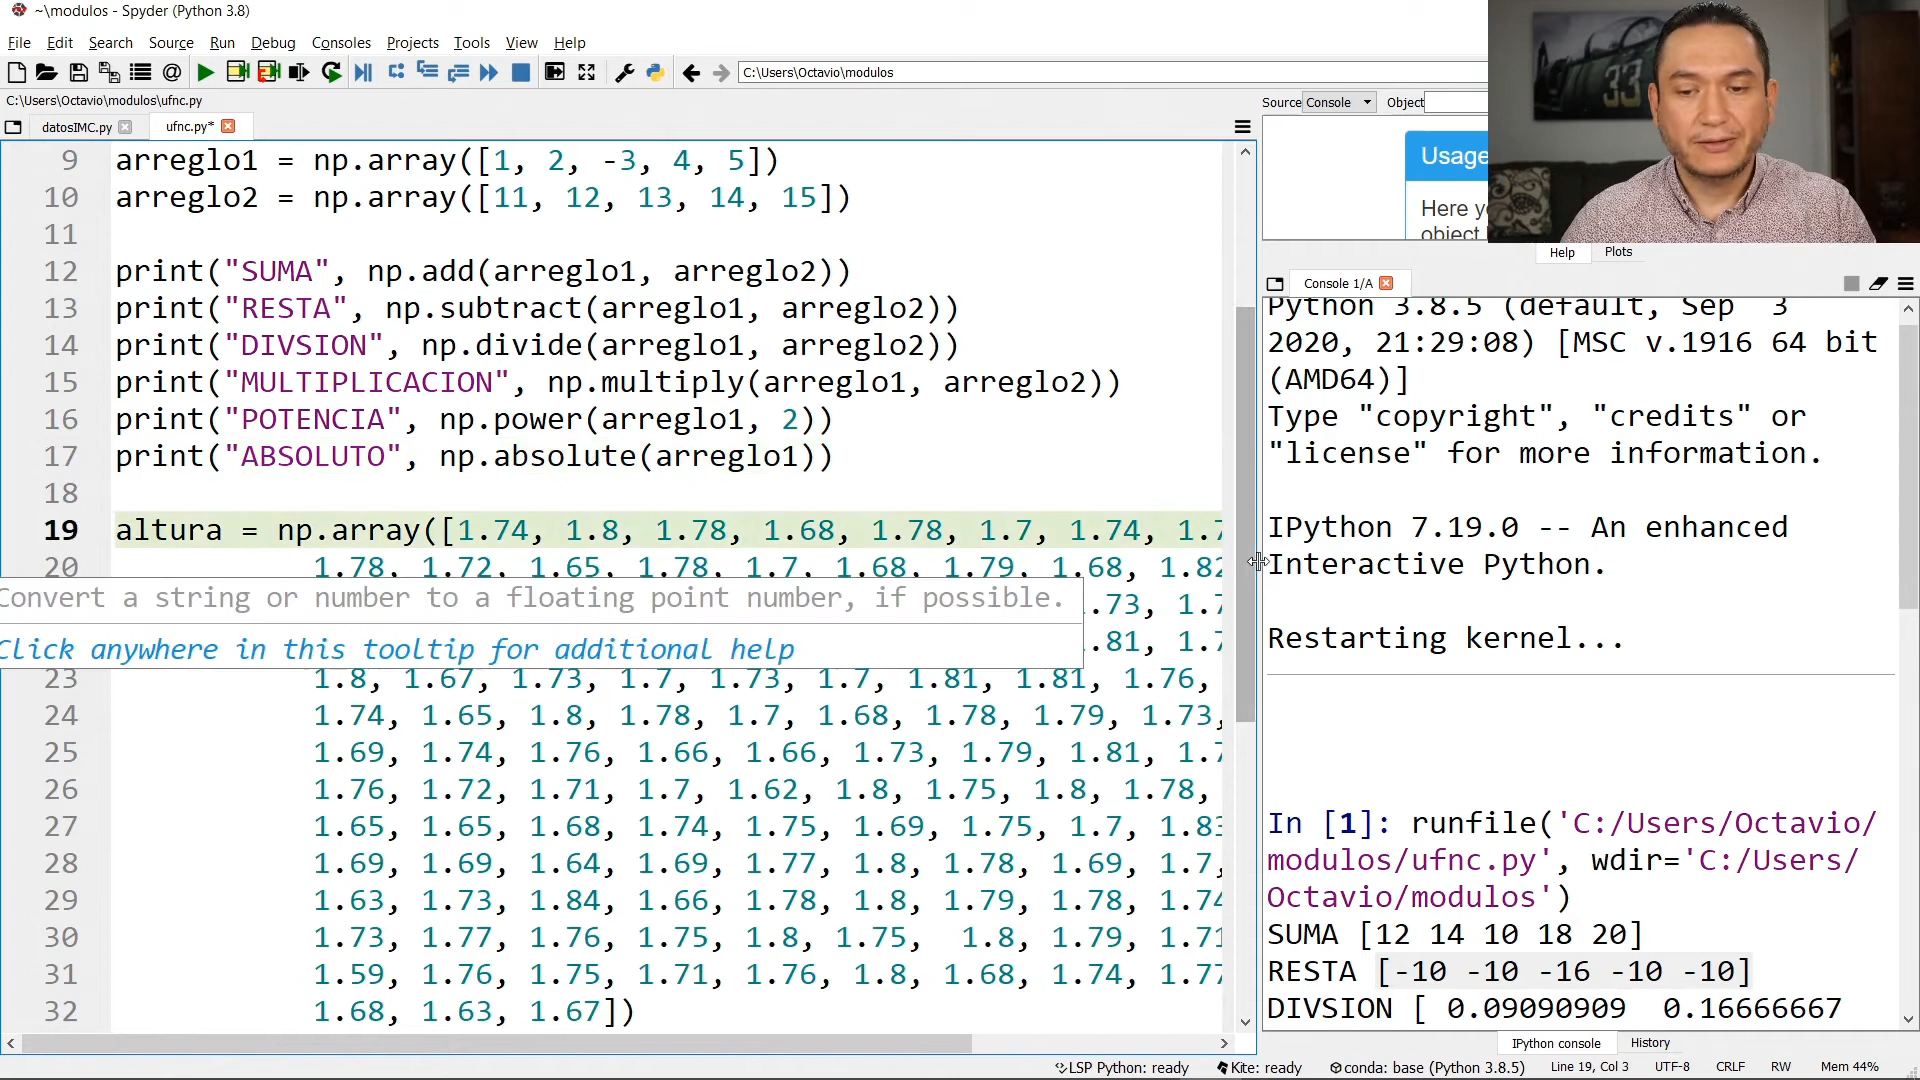 ~\modulos - Spyder (Python 3.8)
File Edit Search Source Run Debug Consoles Projects Tools View Help
C:\Users\Octavio\modulos
C:\Users\Octavio\modulos\ufnc.py
datosIMC.py
ufnc.py*
9 arreglo1 = np.array([1, 2, -3, 4, 5])
10 arreglo2 = np.array([11, 12, 13, 14, 15])
11
12 print("SUMA", np.add(arreglo1, arreglo2))
13 print("RESTA", np.subtract(arreglo1, arreglo2))
14 print("DIVSION", np.divide(arreglo1, arreglo2))
15 print("MULTIPLICACION", np.multiply(arreglo1, arreglo2))
16 print("POTENCIA", np.power(arreglo1, 2))
17 print("ABSOLUTO", np.absolute(arreglo1))
18
19 altura = np.array([1.74, 1.8, 1.78, 1.68, 1.78, 1.7, 1.74, 1.7
20 1.78, 1.72, 1.65, 1.78, 1.7, 1.68, 1.79, 1.68, 1.82
Convert a string or number to a floating point number, if possible.
.73, 1.7
Click anywhere in this tooltip for additional help
.81, 1.7
23 1.8, 1.67, 1.73, 1.7, 1.73, 1.7, 1.81, 1.81, 1.76,
24 1.74, 1.65, 1.8, 1.78, 1.7, 1.68, 1.78, 1.79, 1.73,
25 1.69, 1.74, 1.76, 1.66, 1.66, 1.73, 1.79, 1.81, 1.7
26 1.76, 1.72, 1.71, 1.7, 1.62, 1.8, 1.75, 1.8, 1.78,
27 1.65, 1.65, 1.68, 1.74, 1.75, 1.69, 1.75, 1.7, 1.83
28 1.69, 1.69, 1.64, 1.69, 1.77, 1.8, 1.78, 1.69, 1.7,
29 1.63, 1.73, 1.84, 1.66, 1.78, 1.8, 1.79, 1.78, 1.74
30 1.73, 1.77, 1.76, 1.75, 1.8, 1.75, 1.8, 1.79, 1.71
31 1.59, 1.76, 1.75, 1.71, 1.76, 1.8, 1.68, 1.74, 1.77
32 1.68, 1.63, 1.67])
Source Console Object
Usage
Here yo
object
33
Help Plots
Console 1/A
Python 3.8.5 (default, Sep 3
2020, 21:29:08) [MSC v.1916 64 bit
(AMD64)]
Type "copyright", "credits" or
"license" for more information.
IPython 7.19.0 -- An enhanced
Interactive Python.
Restarting kernel...
In [1]: runfile('C:/Users/Octavio/
modulos/ufnc.py', wdir='C:/Users/
Octavio/modulos')
SUMA [12 14 10 18 20]
RESTA [-10 -10 -16 -10 -10]
DIVSION [ 0.09090909 0.16666667
IPython console History
LSP Python: ready Kite: ready conda: base (Python 3.8.5) Line 19, Col 3 UTF-8 CRLF RW Mem 44%